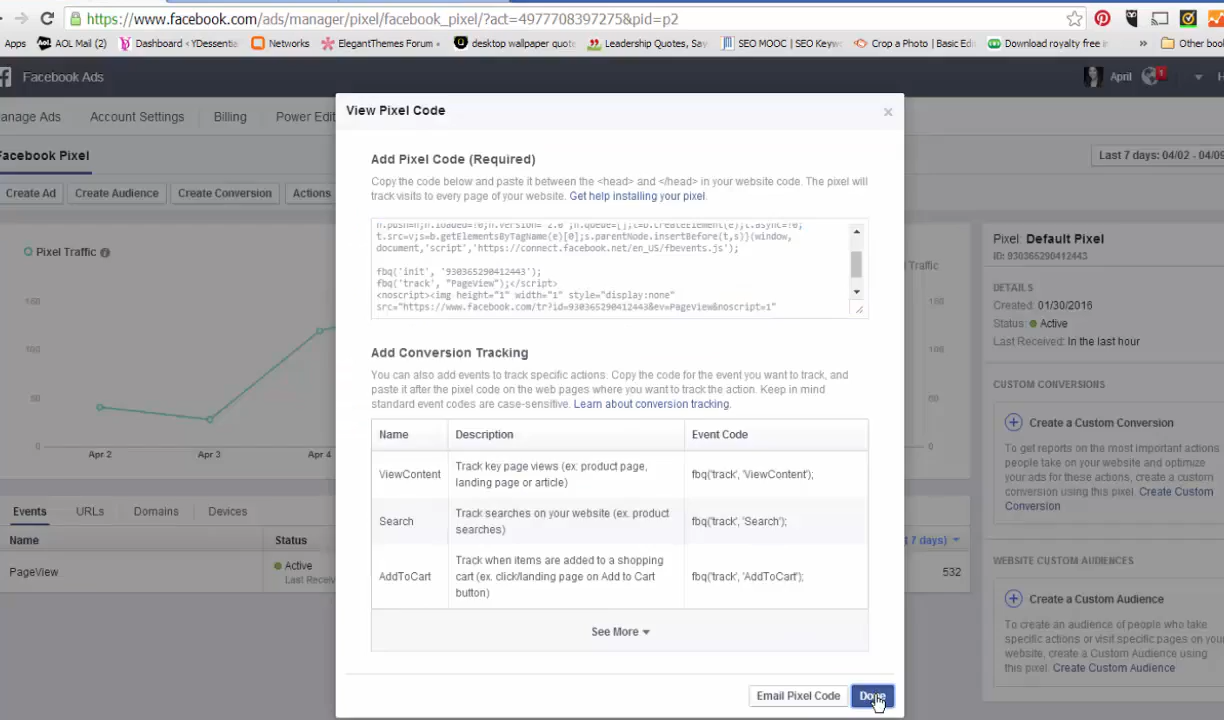 https://www.facebook.com/ads/manager/pixel/facebook_pixel/?act=4977708397275&pid=p2
Apps AOL Mail (2) Dashboard ‹ YDessentia Networks ElegantThemes Forum - desktop wallpaper quote Leadership Quotes, Say SEO MOOC | SEO Keyw Crop a Photo | Basic Edi Download royalty free i » Other boo
Facebook Ads
April
1
H
anage Ads Account Settings Billing Power Edit
acebook Pixel
Last 7 days: 04/02 - 04/09
Create Ad Create Audience Create Conversion Actions
Pixel Traffic
Traffic
150
100
50
0
Apr 2 Apr 3 Apr 4
100
50
0
Events URLs Domains Devices
Name Status
t 7 days)
PageView Active
Last Receiv
532
View Pixel Code
×
Add Pixel Code (Required)
Copy the code below and paste it between the <head> and </head> in your website code. The pixel will
track visits to every page of your website. Get help installing your pixel.
n.push=n;n.loaded=!0;n.version='2.0';n.queue=[];t=b.createElement(e);t.async=!0;
t.src=v;s=b.getElementsByTagName(e)[0];s.parentNode.insertBefore(t,s)}(window,
document,'script','https://connect.facebook.net/en_US/fbevents.js');
fbq('init', '930365290412443');
fbq('track', "PageView");</script>
<noscript><img height="1" width="1" style="display:none"
src="https://www.facebook.com/tr?id=930365290412443&ev=PageView&noscript=1"
Add Conversion Tracking
You can also add events to track specific actions. Copy the code for the event you want to track, and
paste it after the pixel code on the web pages where you want to track the action. Keep in mind
standard event codes are case-sensitive. Learn about conversion tracking.
Name Description Event Code
ViewContent Track key page views (ex: product page, landing page or article) fbq('track', 'ViewContent');
Search Track searches on your website (ex. product searches) fbq('track', 'Search');
AddToCart Track when items are added to a shopping cart (ex. click/landing page on Add to Cart button) fbq('track', 'AddToCart');
See More
Email Pixel Code Done
Pixel: Default Pixel
ID: 930365290412443
DETAILS
Created: 01/30/2016
Status: Active
Last Received: In the last hour
CUSTOM CONVERSIONS
Create a Custom Conversion
To get reports on the most important actions
people take on your website and optimize
your ads for these actions, create a custom
conversion using this pixel. Create Custom
Conversion
WEBSITE CUSTOM AUDIENCES
Create a Custom Audience
To create an audience of people who take
specific actions or visit specific pages on your
website, create a Custom Audience using
this pixel. Create Custom Audience